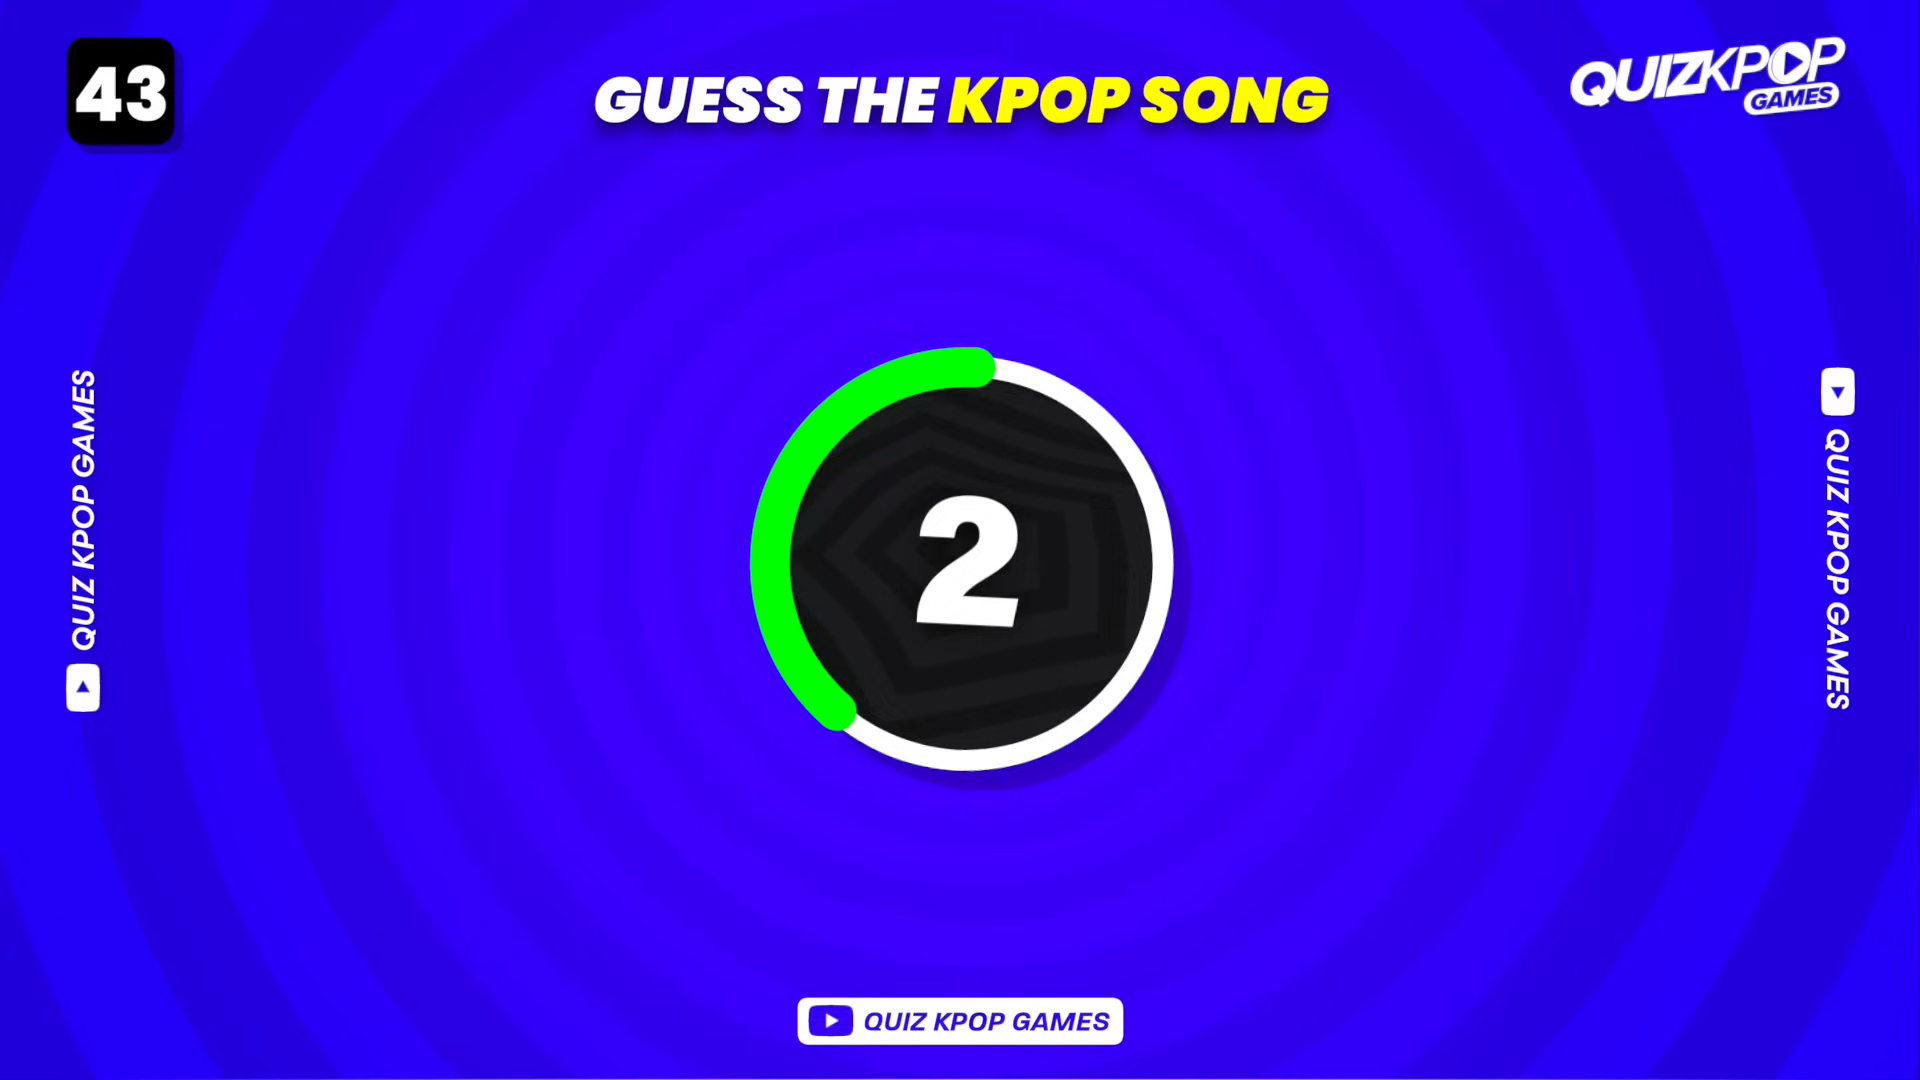 43
GUESS THE KPOP SONG
QUIZKPOP
GAMES
QUIZ KPOP GAMES
2
QUIZ KPOP GAMES
QUIZ KPOP GAMES